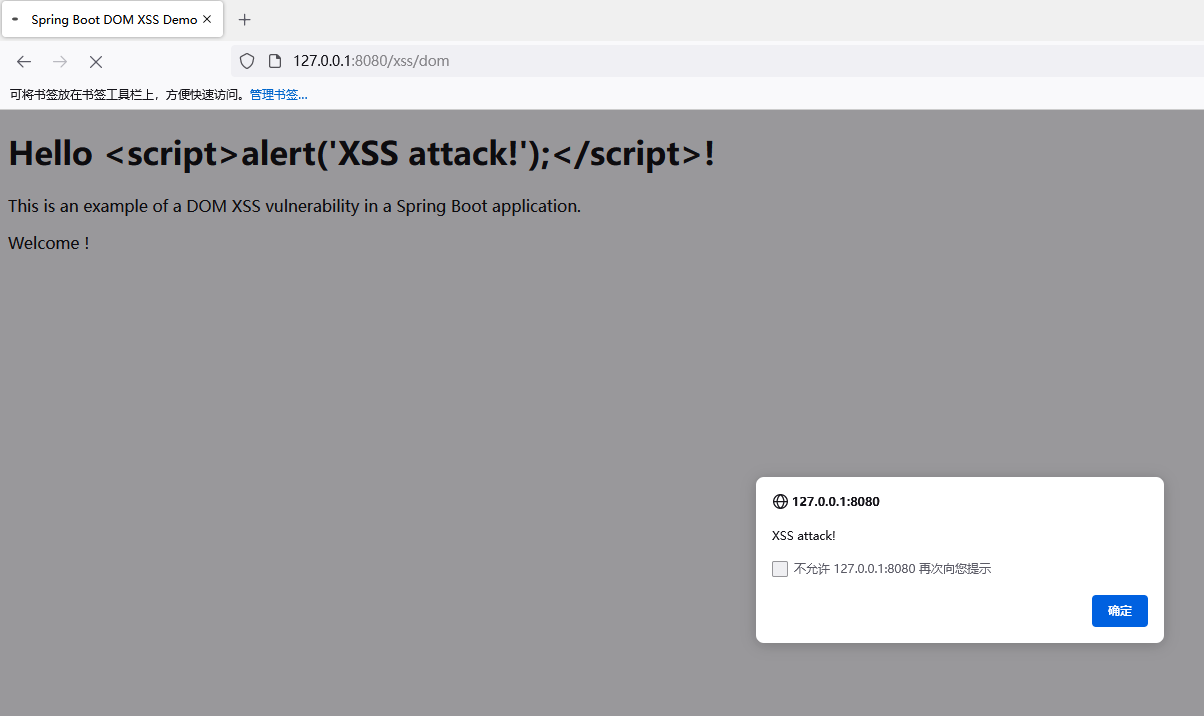 Spring Boot DOM XSS Demo
127.0.0.1:8080/xss/dom
可将书签放在书签工具栏上，方便快速访问。管理书签...
Hello <script>alert('XSS attack!');</script>!
This is an example of a DOM XSS vulnerability in a Spring Boot application.
Welcome !
127.0.0.1:8080
XSS attack!
不允许 127.0.0.1:8080 再次向您提示
确定